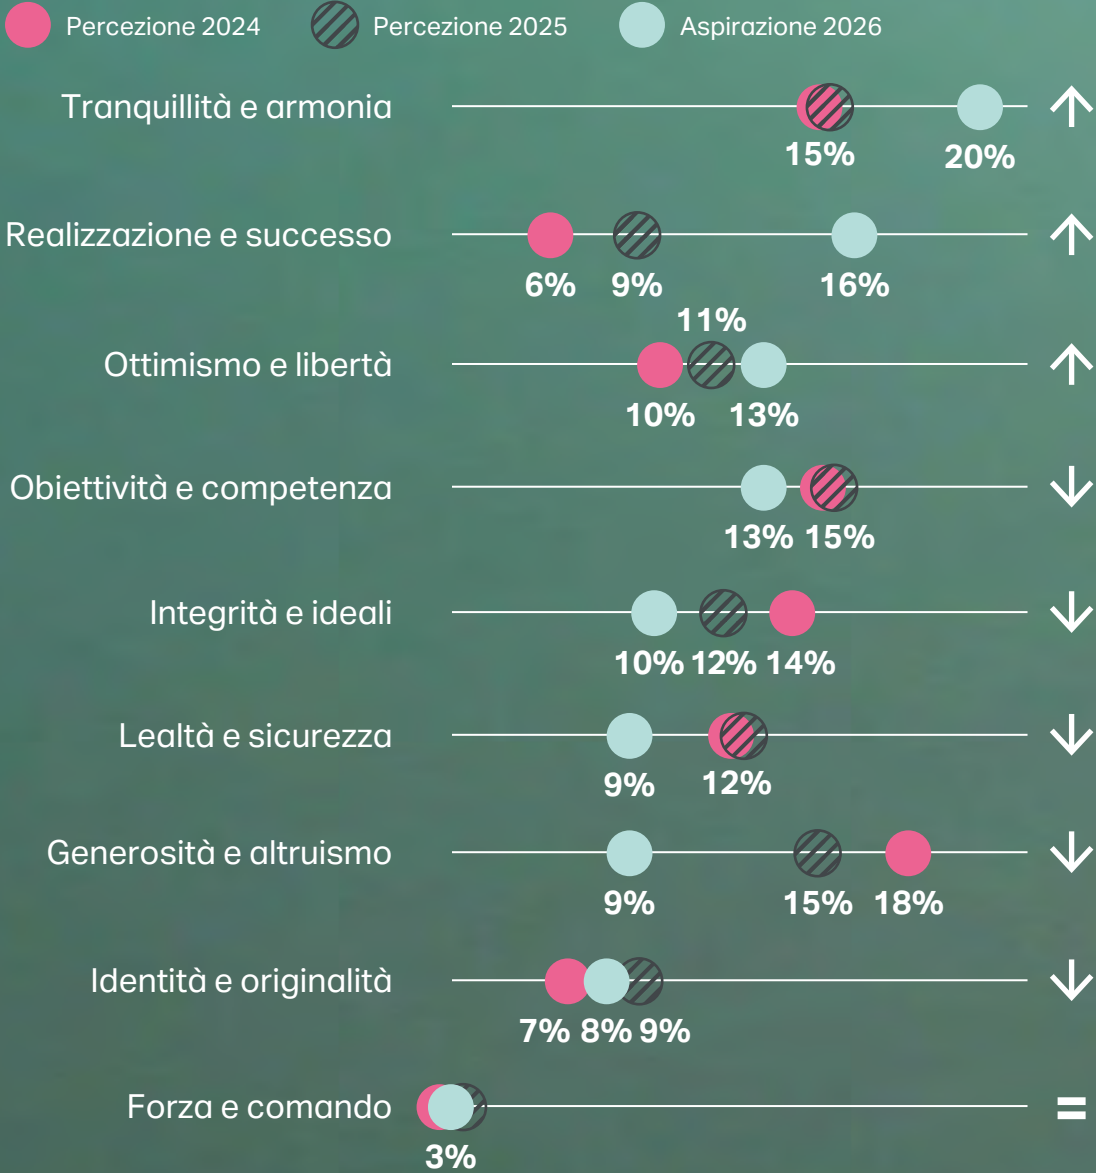 Percezione 2024 Percezione 2025 Aspirazione 2026
Tranquillità e armonia
15% 20%
Realizzazione e successo
6% 9% 16%
11%
Ottimismo e libertà
10% 13%
Obiettività e competenza
13% 15%
Integrità e ideali
10% 12% 14%
Lealtà e sicurezza
9% 12%
Generosità e altruismo
9% 15% 18%
Identità e originalità
7% 8% 9%
Forza e comando =
3%